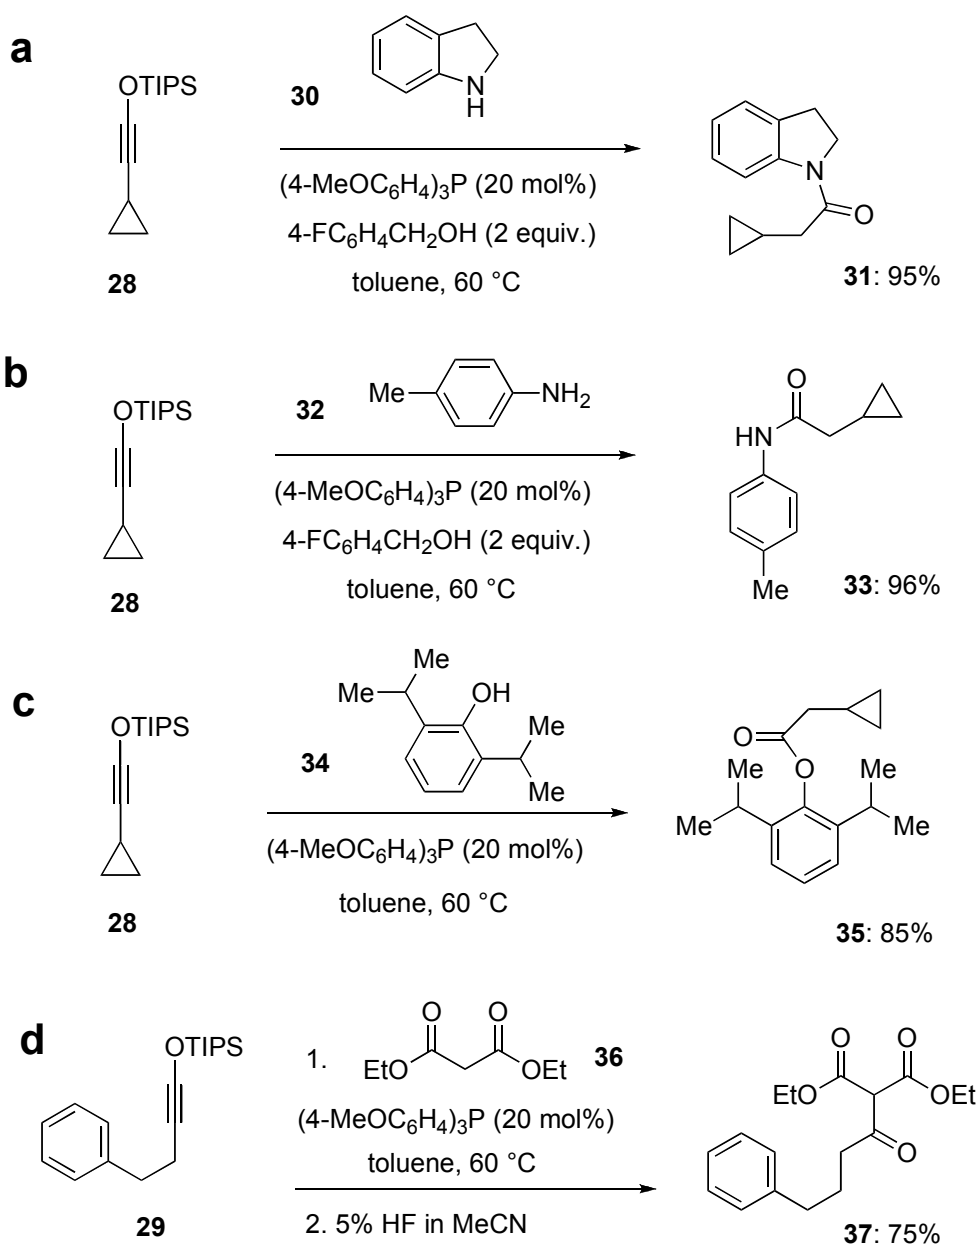 a
OTIPS
28
30
N
H
(4-MeOC6H4)3P (20 mol%)
4-FC6H4CH2OH (2 equiv.)
toluene, 60 °C
N
O
31: 95%
b
OTIPS
28
32
Me
NH2
(4-MeOC6H4)3P (20 mol%)
4-FC6H4CH2OH (2 equiv.)
toluene, 60 °C
O
HN
Me
33: 96%
c
OTIPS
28
34
Me
Me
OH
Me
Me
(4-MeOC6H4)3P (20 mol%)
toluene, 60 °C
O
O
Me
Me
Me
Me
35: 85%
d
OTIPS
29
1.
O
O
EtO
OEt
36
(4-MeOC6H4)3P (20 mol%)
toluene, 60 °C
2. 5% HF in MeCN
O
O
EtO
OEt
O
37: 75%